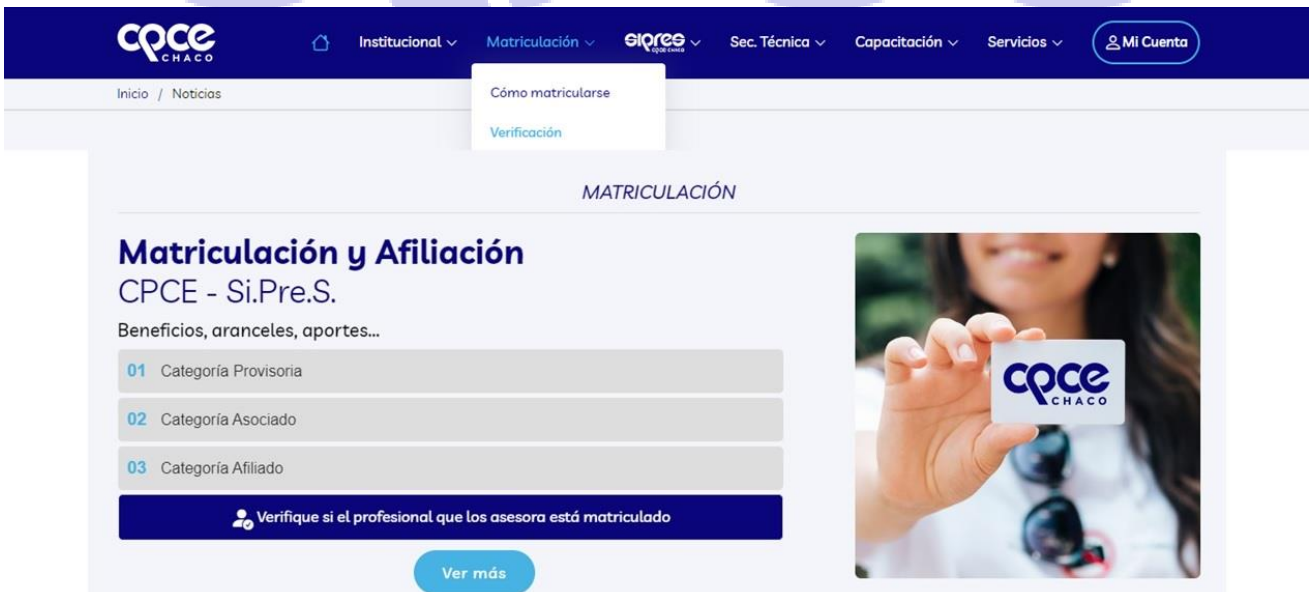 cpce
CHACO
Institucional
Matriculación
sipres
CPCE CHACO
Sec. Técnica
Capacitación
Servicios
Mi Cuenta
Inicio / Noticias
Cómo matricularse
Verificación
MATRICULACIÓN
Matriculación y Afiliación
CPCE - Si.Pre.S.
Beneficios, aranceles, aportes...
01 Categoría Provisoria
02 Categoría Asociado
03 Categoría Afiliado
Verifique si el profesional que los asesora está matriculado
Ver más
cpce
CHACO